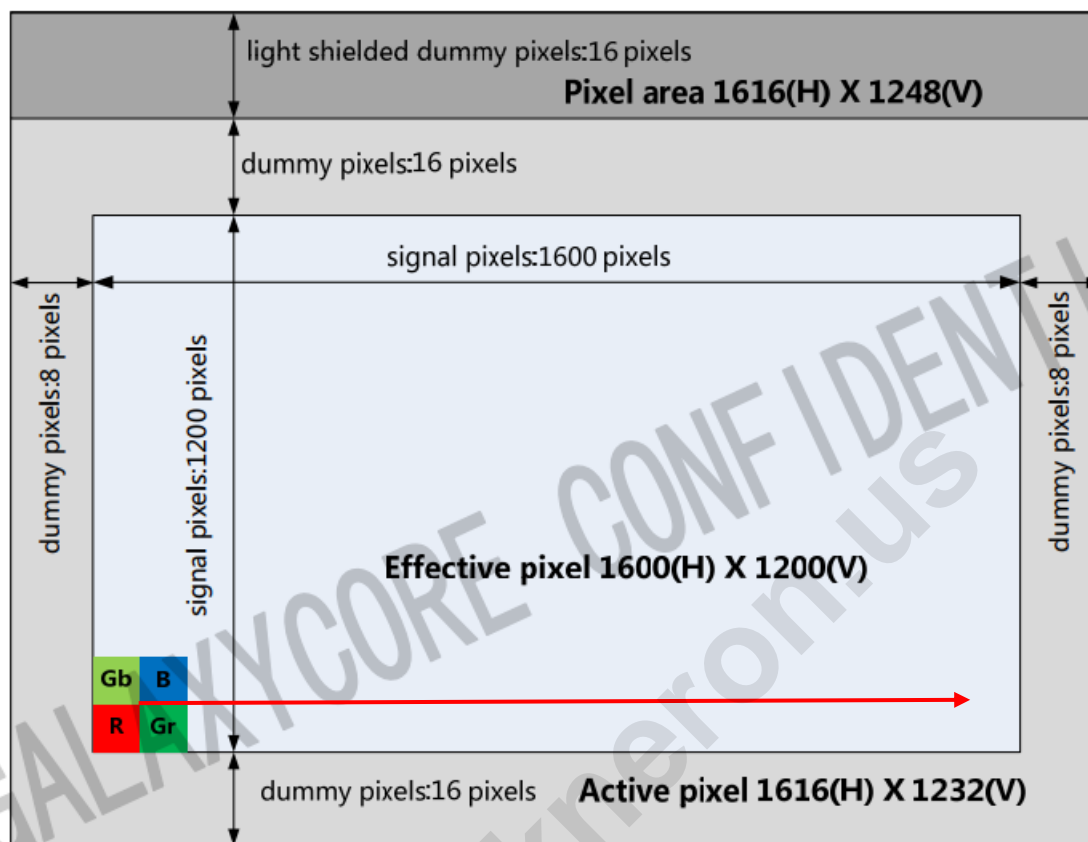 light shielded dummy pixels:16 pixels
Pixel area 1616(H) X 1248(V)
dummy pixels:16 pixels
signal pixels:1600 pixels
dummy pixels:8 pixels
signal pixels:1200 pixels
dummy pixels:8 pixels
Effective pixel 1600(H) X 1200(V)
Gb B
R Gr
dummy pixels:16 pixels
Active pixel 1616(H) X 1232(V)
GALAXYCORE CONFIDENTI
kneron.us